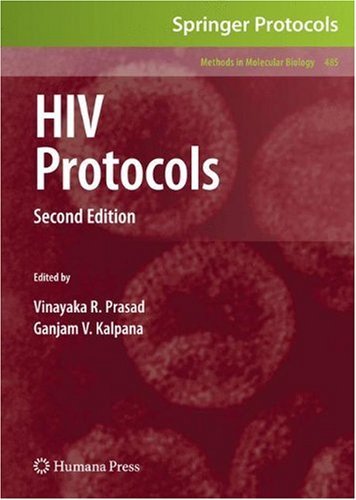 Springer Protocols
Methods in Molecular Biology 485
HIV
Protocols
Second Edition
Edited by
Vinayaka R. Prasad
Ganjam V. Kalpana
Humana Press